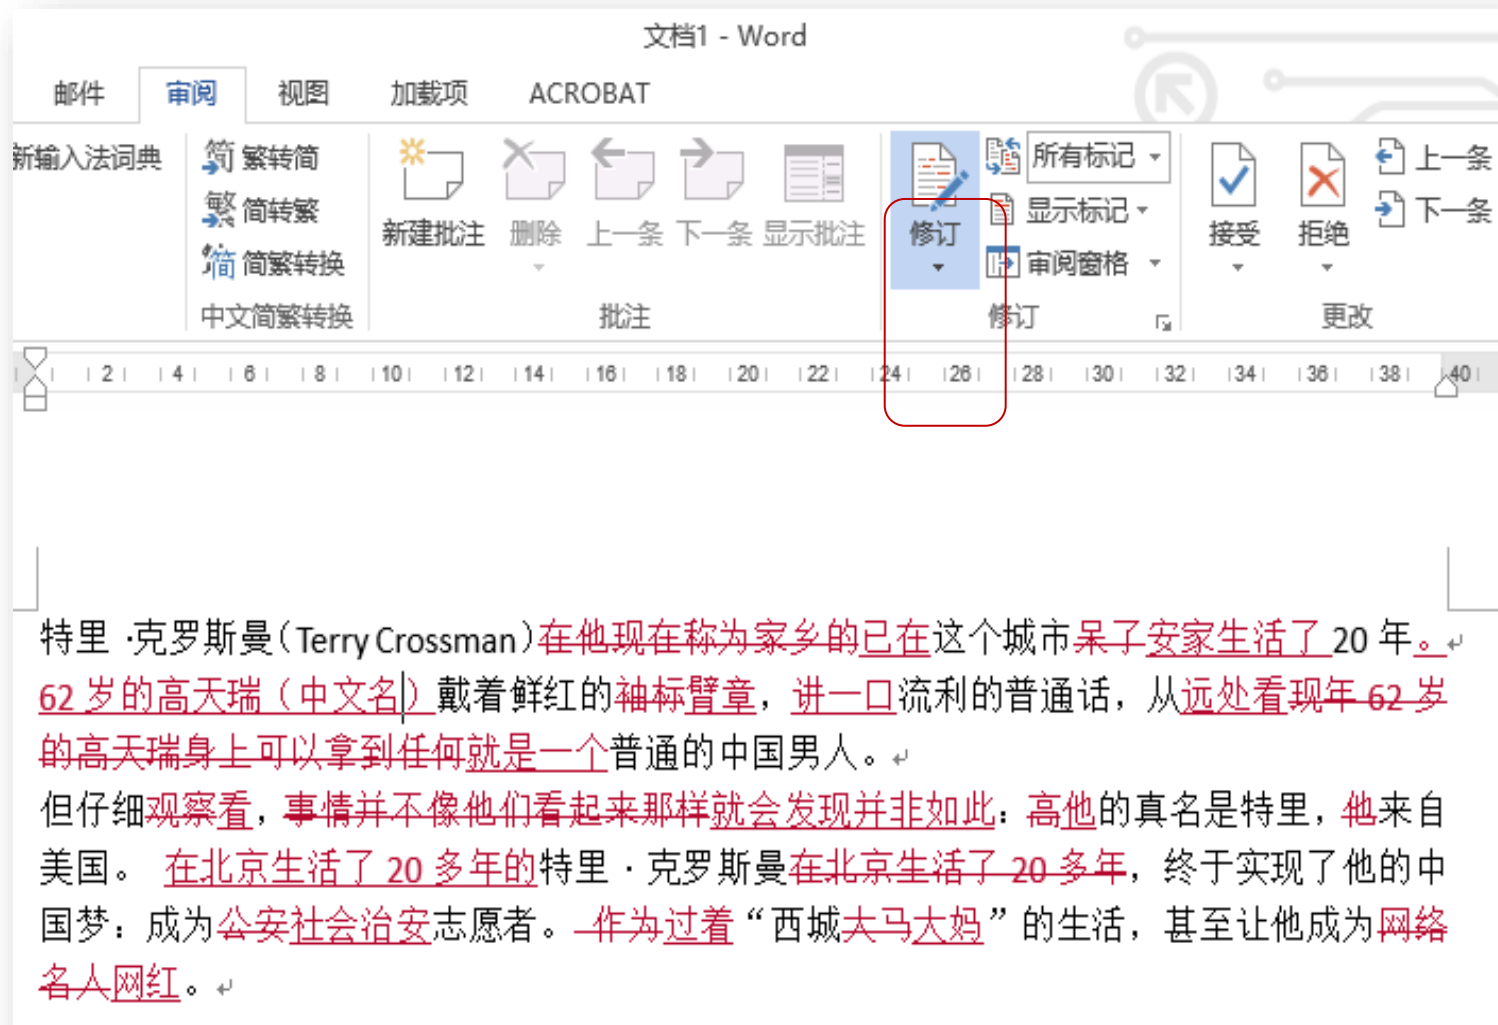 文档1 - Word
邮件 审阅 视图 加载项 ACROBAT
新输入法词典
繁转简
简转繁
简繁转换
中文简繁转换
新建批注 删除 上一条 下一条 显示批注
批注
修订
所有标记
显示标记
审阅窗格
修订
接受 拒绝
上一条
下一条
更改
2 4 6 8 10 12 14 16 18 20 22 24 26 28 30 32 34 36 38 40
特里 ·克罗斯曼(Terry Crossman)在他现在称为家乡的已在这个城市呆了安家生活了 20 年。
62 岁的高天瑞（中文名）戴着鲜红的袖标臂章，讲一口流利的普通话，从远处看现年 62 岁
的高天瑞身上可以拿到任何就是一个普通的中国男人。
但仔细观察看，事情并不像他们看起来那样就会发现并非如此：高他的真名是特里，他来自
美国。 在北京生活了 20 多年的特里 · 克罗斯曼在北京生活了 20 多年，终于实现了他的中
国梦：成为公安社会治安志愿者。 作为过着“西城大马大妈”的生活，甚至让他成为网络
名人网红。